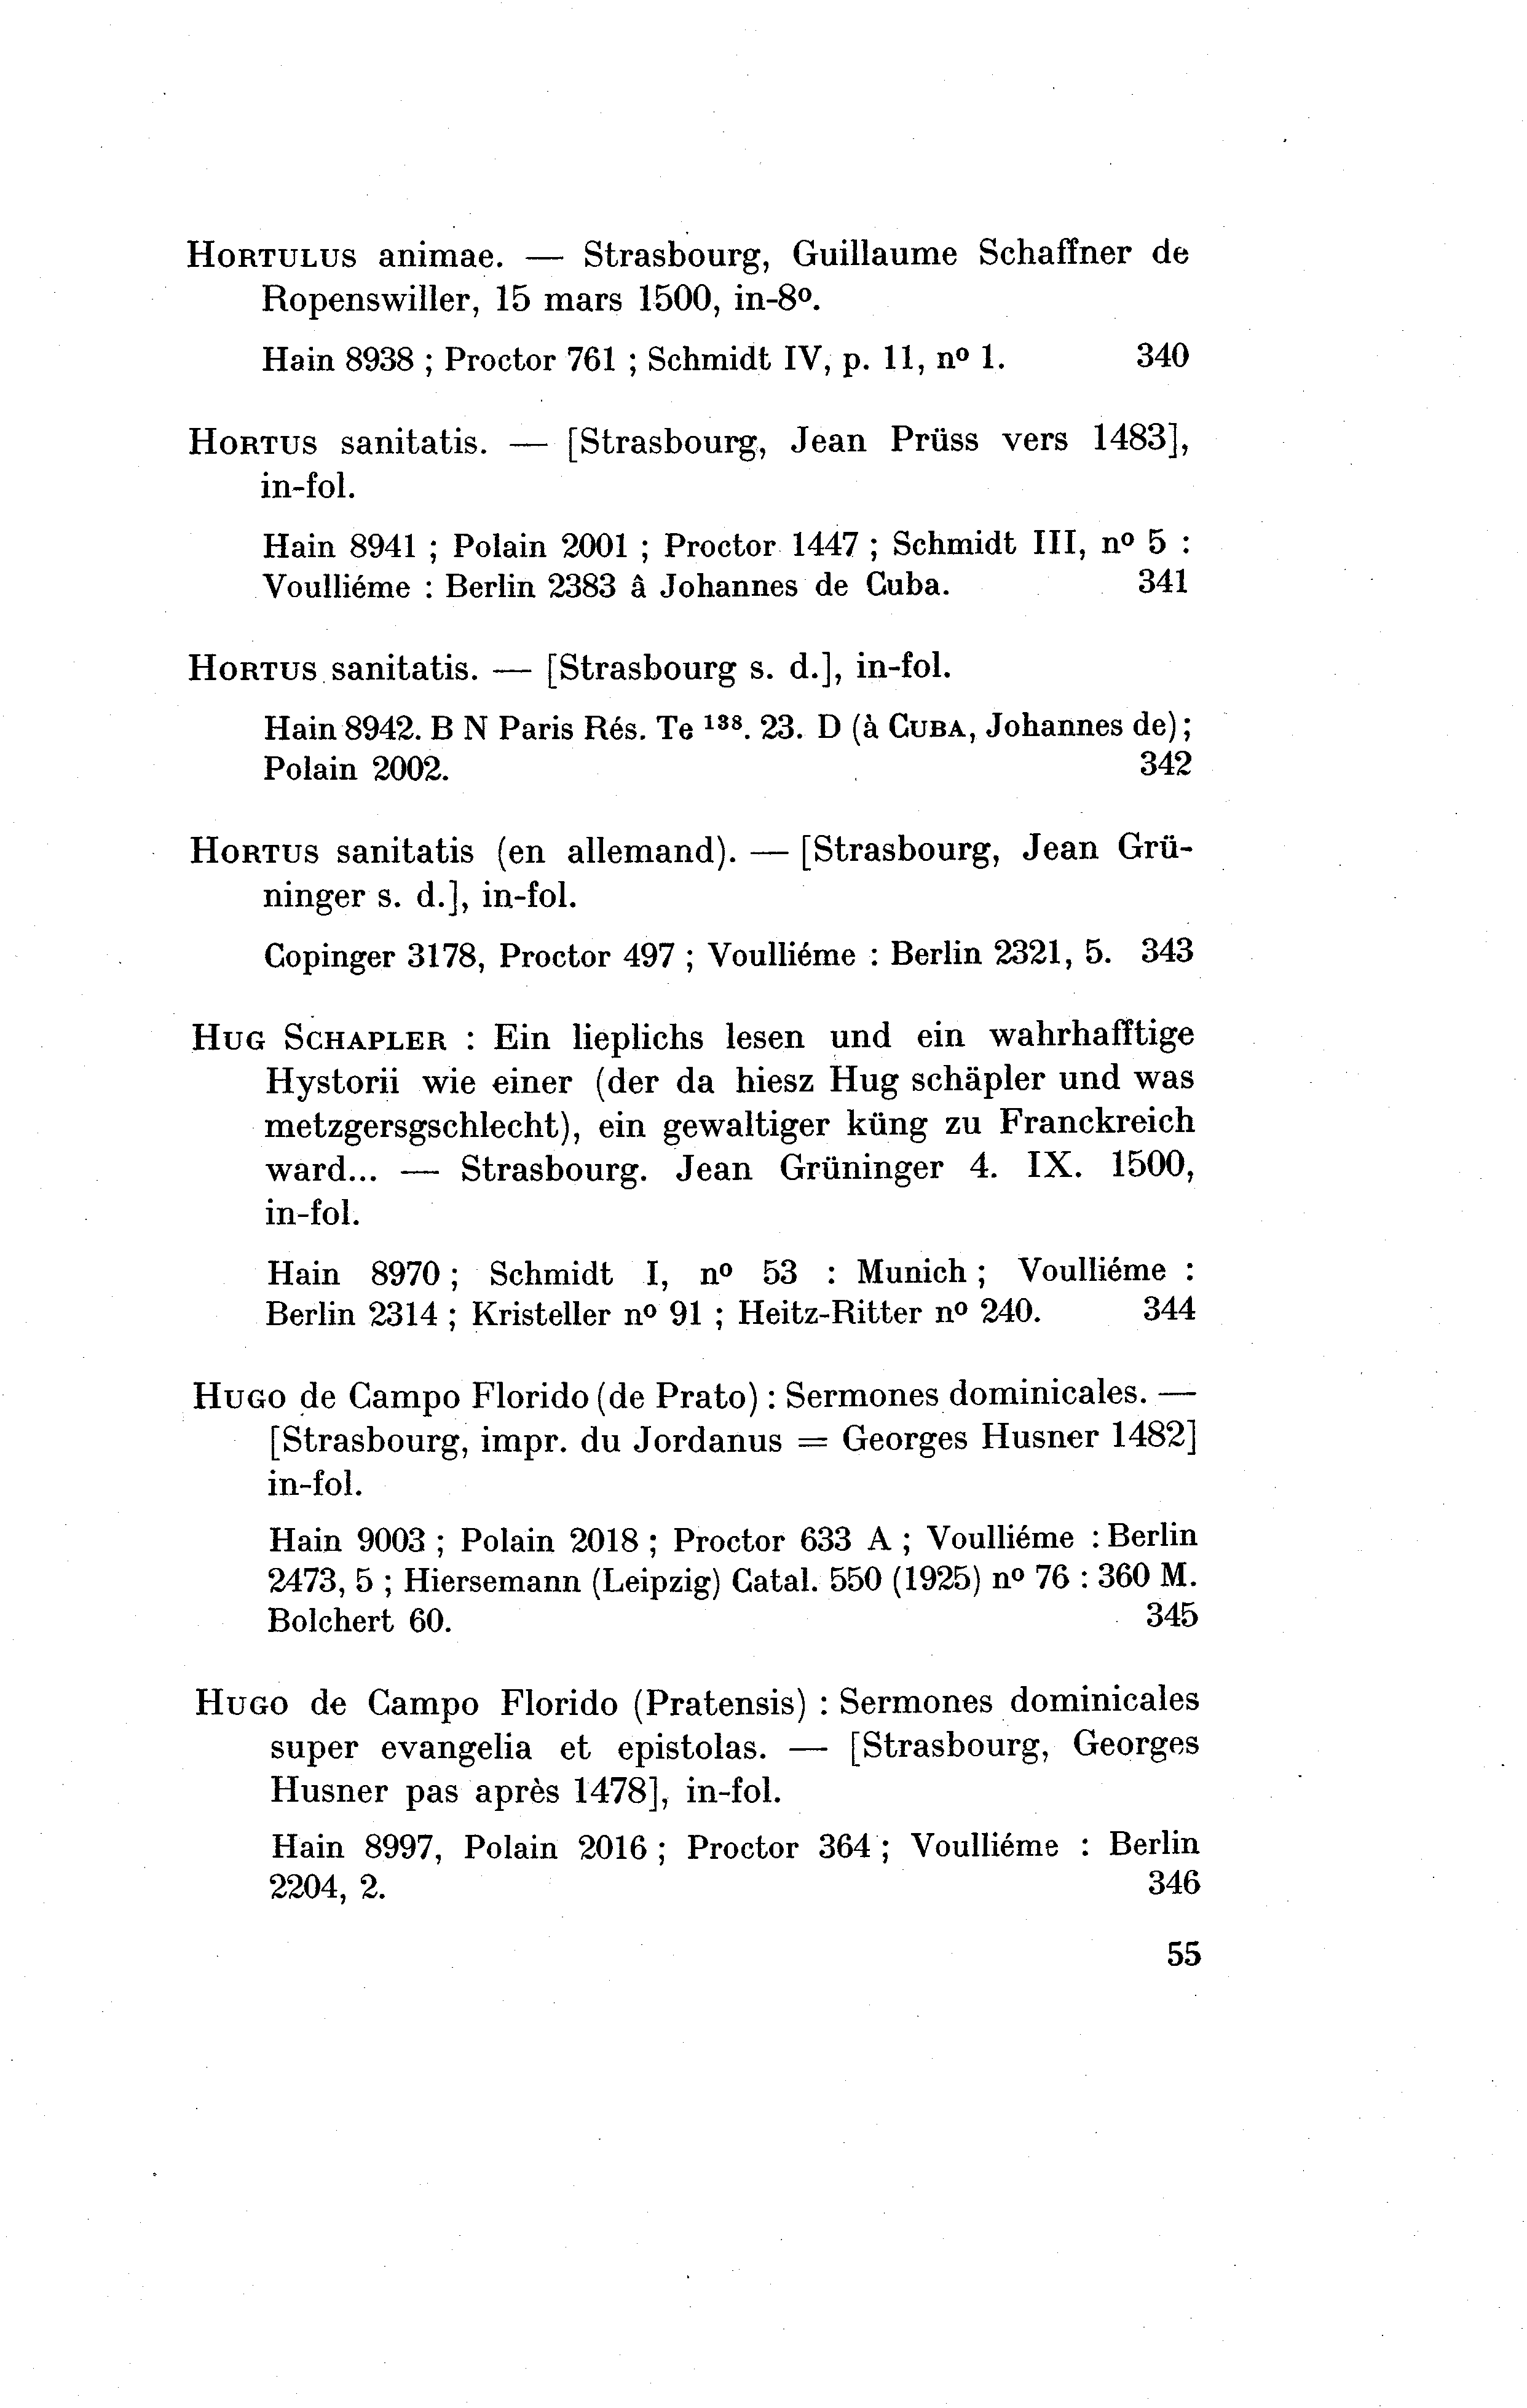 HORTULUS animae. — Strasbourg, Guillaume Schaffner de
Ropenswiller, 15 mars 1500, in-8º.
Hain 8938 ; Proctor 761 ; Schmidt IV, p. 11, nº 1. 340
HORTUS sanitatis. — [Strasbourg, Jean Prüss vers 1483],
in-fol.
Hain 8941 ; Polain 2001 ; Proctor 1447 ; Schmidt III, nº 5 :
Voulliéme : Berlin 2383 â Johannes de Cuba. 341
HORTUS sanitatis. — [Strasbourg s. d.], in-fol.
Hain 8942. B N Paris Rés. Te ¹³⁸. 23. D (à CUBA, Johannes de) ;
Polain 2002. 342
HORTUS sanitatis (en allemand). — [Strasbourg, Jean Grü-
ninger s. d.], in-fol.
Copinger 3178, Proctor 497 ; Voulliéme : Berlin 2321, 5. 343
HUG SCHAPLER : Ein lieplichs lesen und ein wahrhafftige
Hystorii wie einer (der da hiesz Hug schäpler und was
metzgersgschlecht), ein gewaltiger küng zu Franckreich
ward... — Strasbourg. Jean Grüninger 4. IX. 1500,
in-fol.
Hain 8970 ; Schmidt I, nº 53 : Munich ; Voulliéme :
Berlin 2314 ; Kristeller nº 91 ; Heitz-Ritter nº 240. 344
HUGO de Campo Florido (de Prato) : Sermones dominicales. —
[Strasbourg, impr. du Jordanus = Georges Husner 1482]
in-fol.
Hain 9003 ; Polain 2018 ; Proctor 633 A ; Voulliéme : Berlin
2473, 5 ; Hiersemann (Leipzig) Catal. 550 (1925) nº 76 : 360 M.
Bolchert 60. 345
HUGO de Campo Florido (Pratensis) : Sermones dominicales
super evangelia et epistolas. — [Strasbourg, Georges
Husner pas après 1478], in-fol.
Hain 8997, Polain 2016 ; Proctor 364 ; Voulliéme : Berlin
2204, 2. 346
55